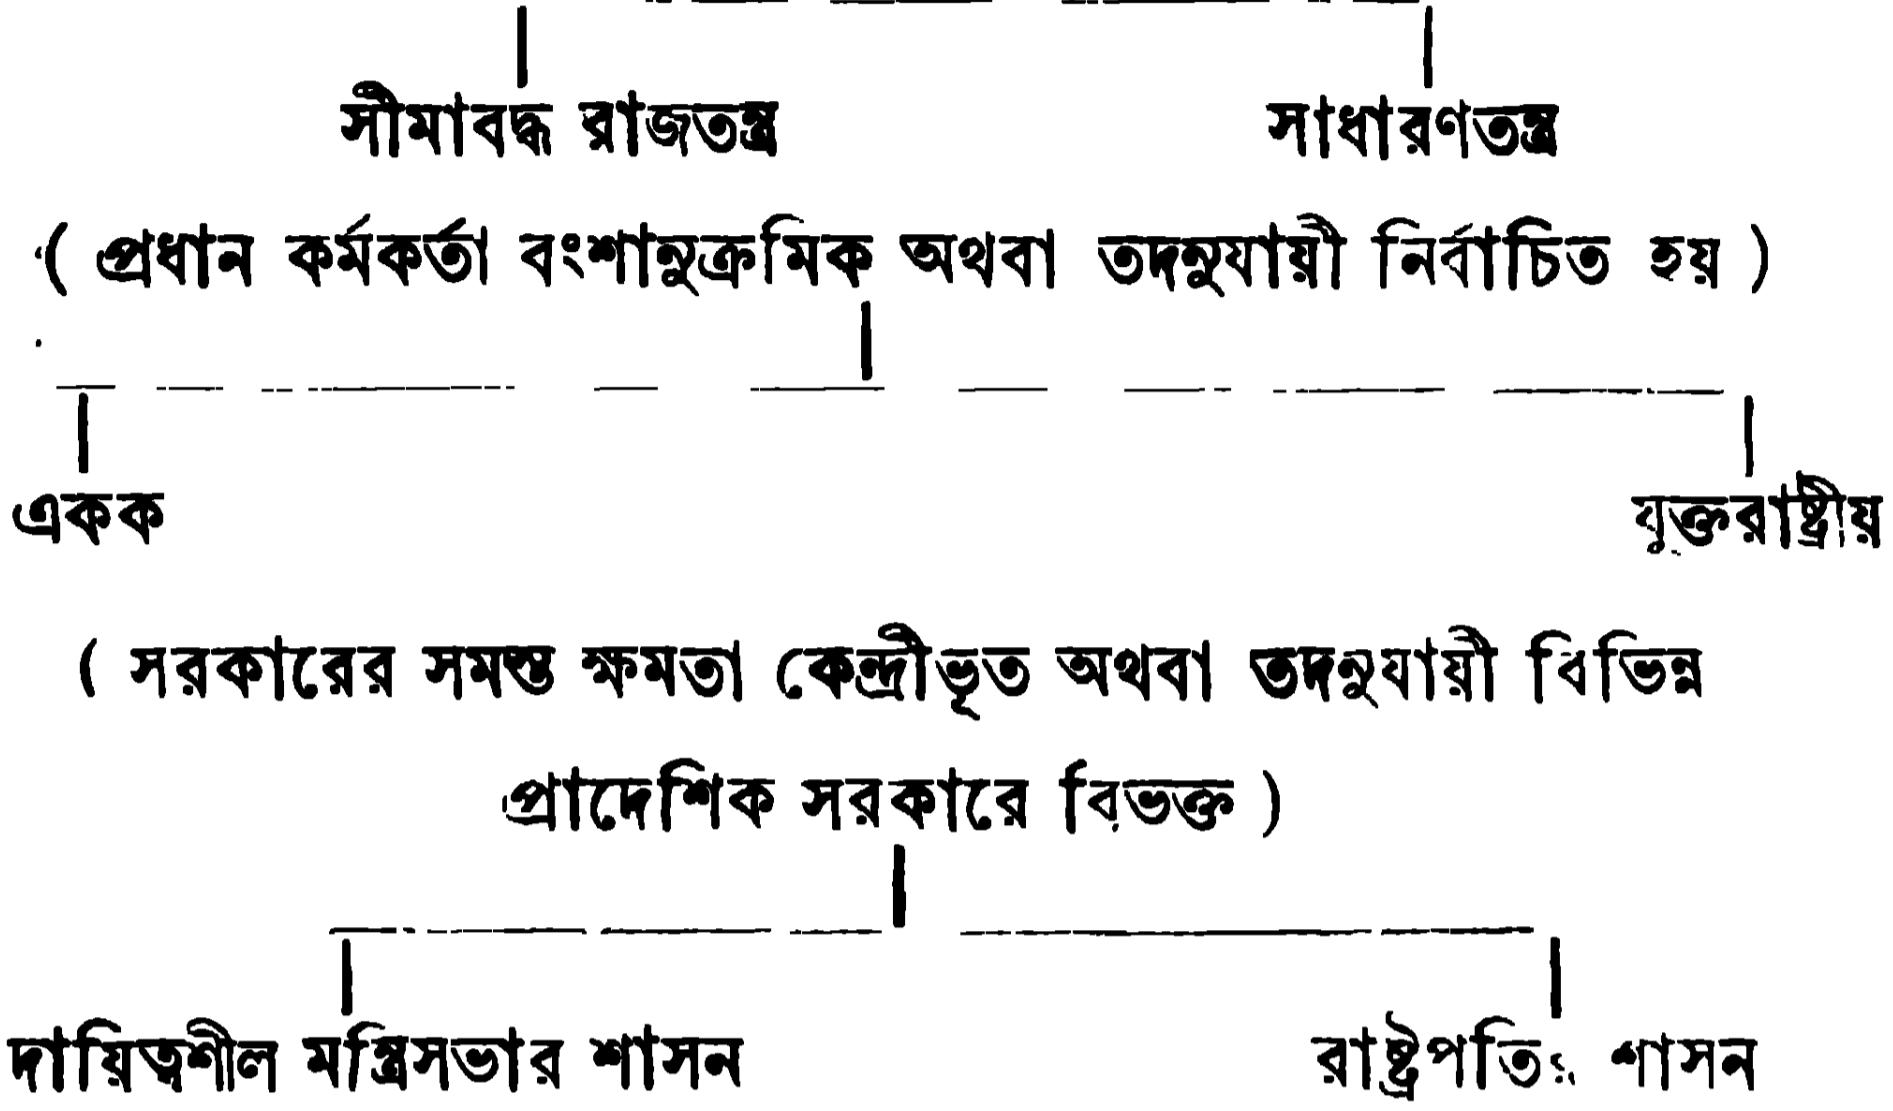 সীমাবদ্ধ রাজতন্ত্র সাধারণতন্ত্র
( প্রধান কর্মকর্তা বংশানুক্রমিক অথবা তদনুযায়ী নির্বাচিত হয় )
একক যুক্তরাষ্ট্রীয়
( সরকারের সমস্ত ক্ষমতা কেন্দ্রীভূত অথবা তদনুযায়ী বিভিন্ন
প্রাদেশিক সরকারে বিভক্ত )
দায়িত্বশীল মন্ত্রিসভার শাসন রাষ্ট্রপতির শাসন